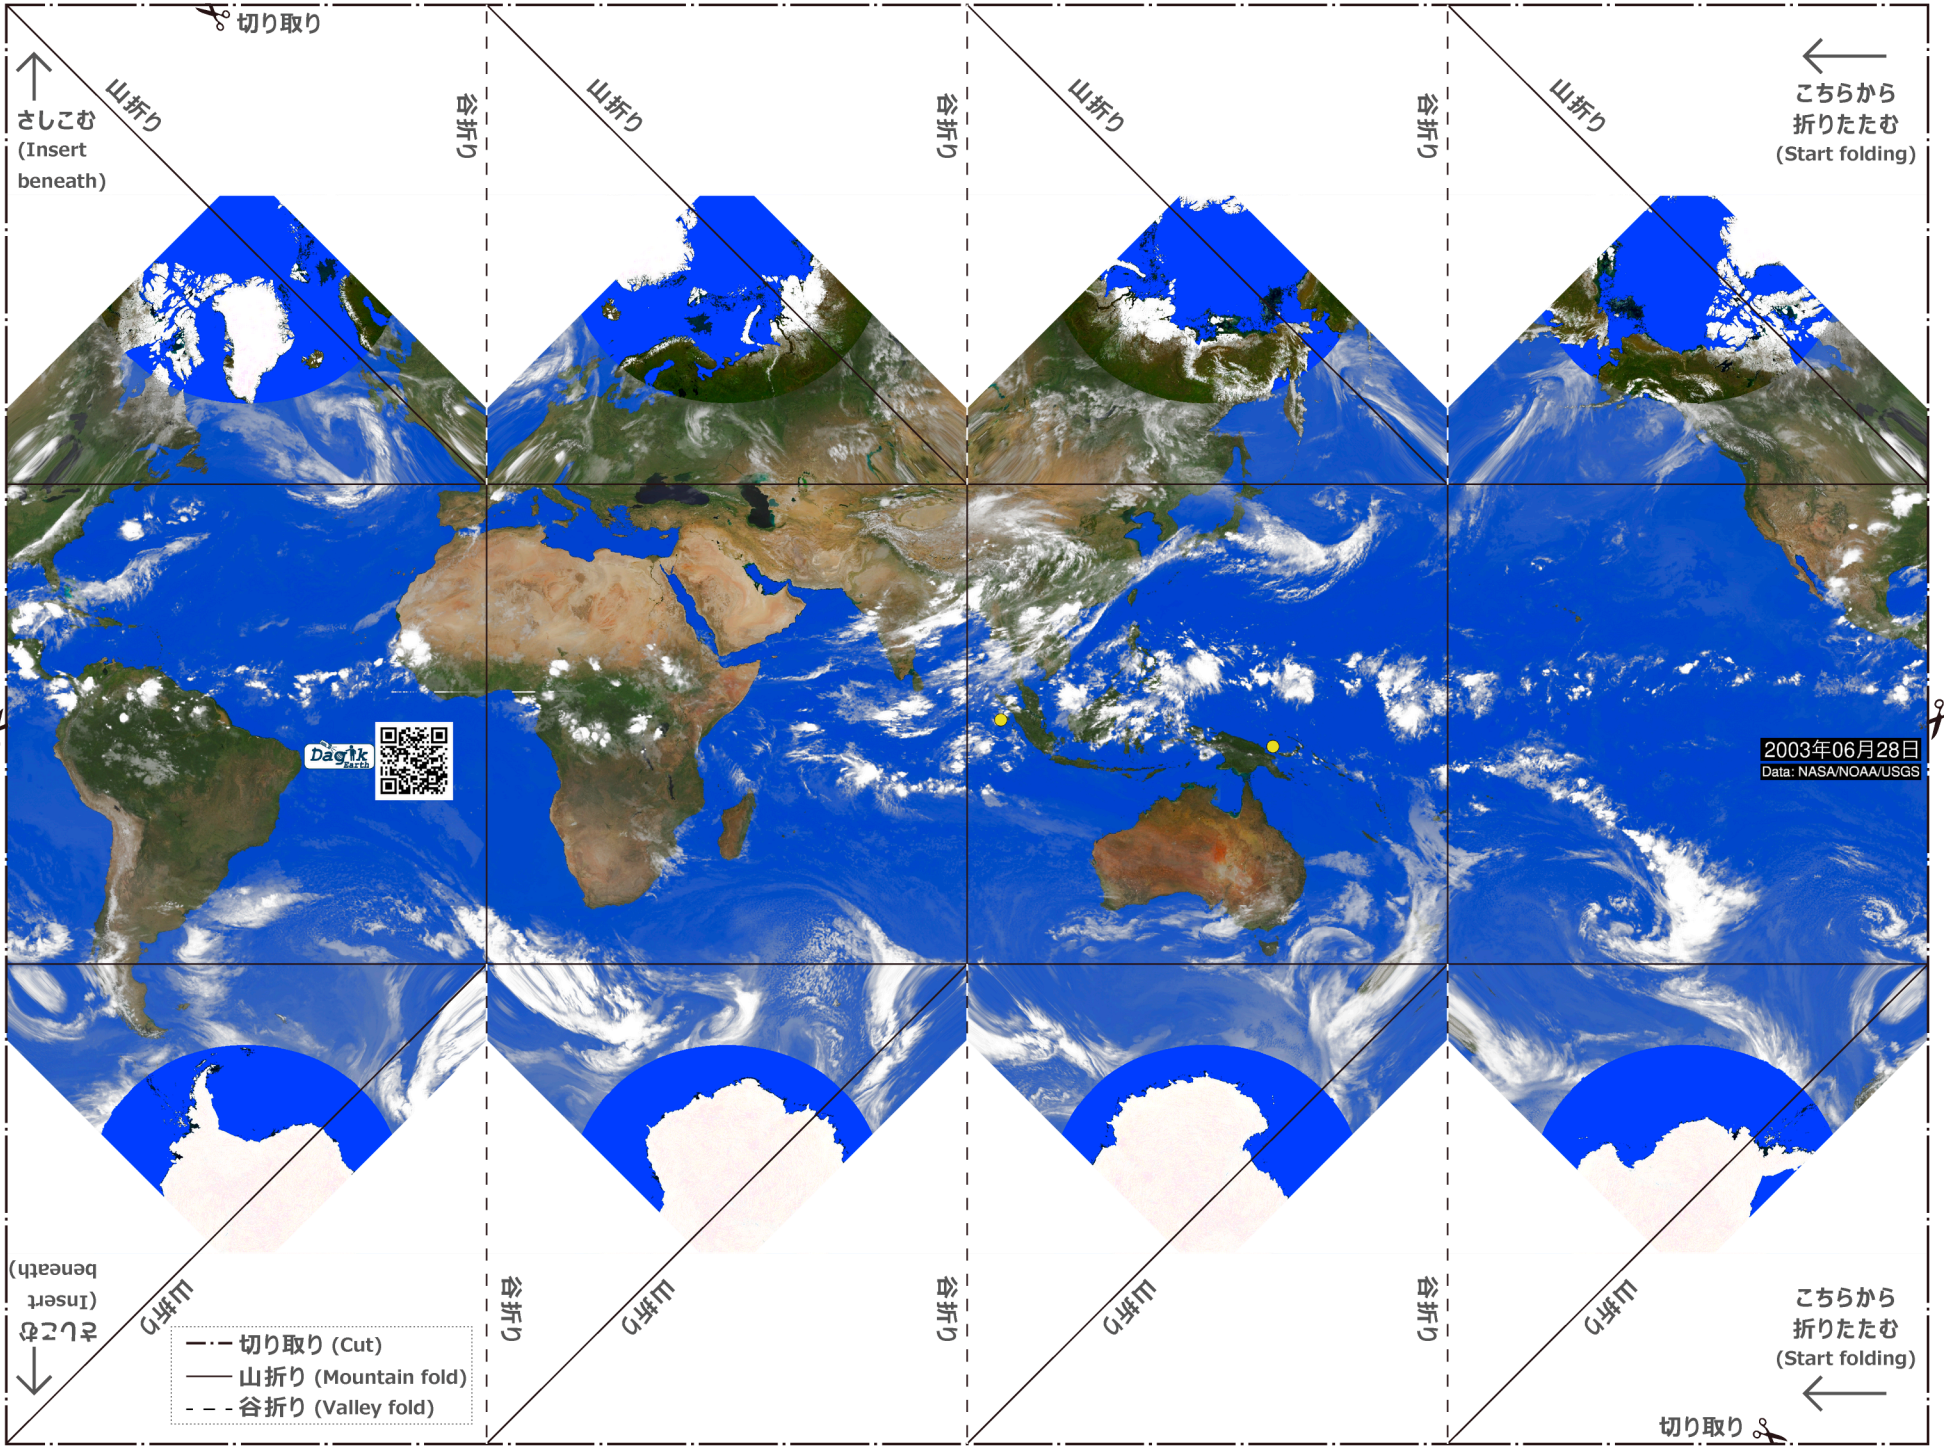 切り取り
さしこむ
(Insert
beneath)
山折り
谷折り
山折り
谷折り
山折り
谷折り
山折り
こちらから
折りたたむ
(Start folding)
Dagik
Earth
2003年06月28日
Data: NASA/NOAA/USGS
さしこむ
(Insert
beneath)
山折り
谷折り
山折り
谷折り
山折り
谷折り
山折り
こちらから
折りたたむ
(Start folding)
切り取り (Cut)
山折り (Mountain fold)
谷折り (Valley fold)
切り取り